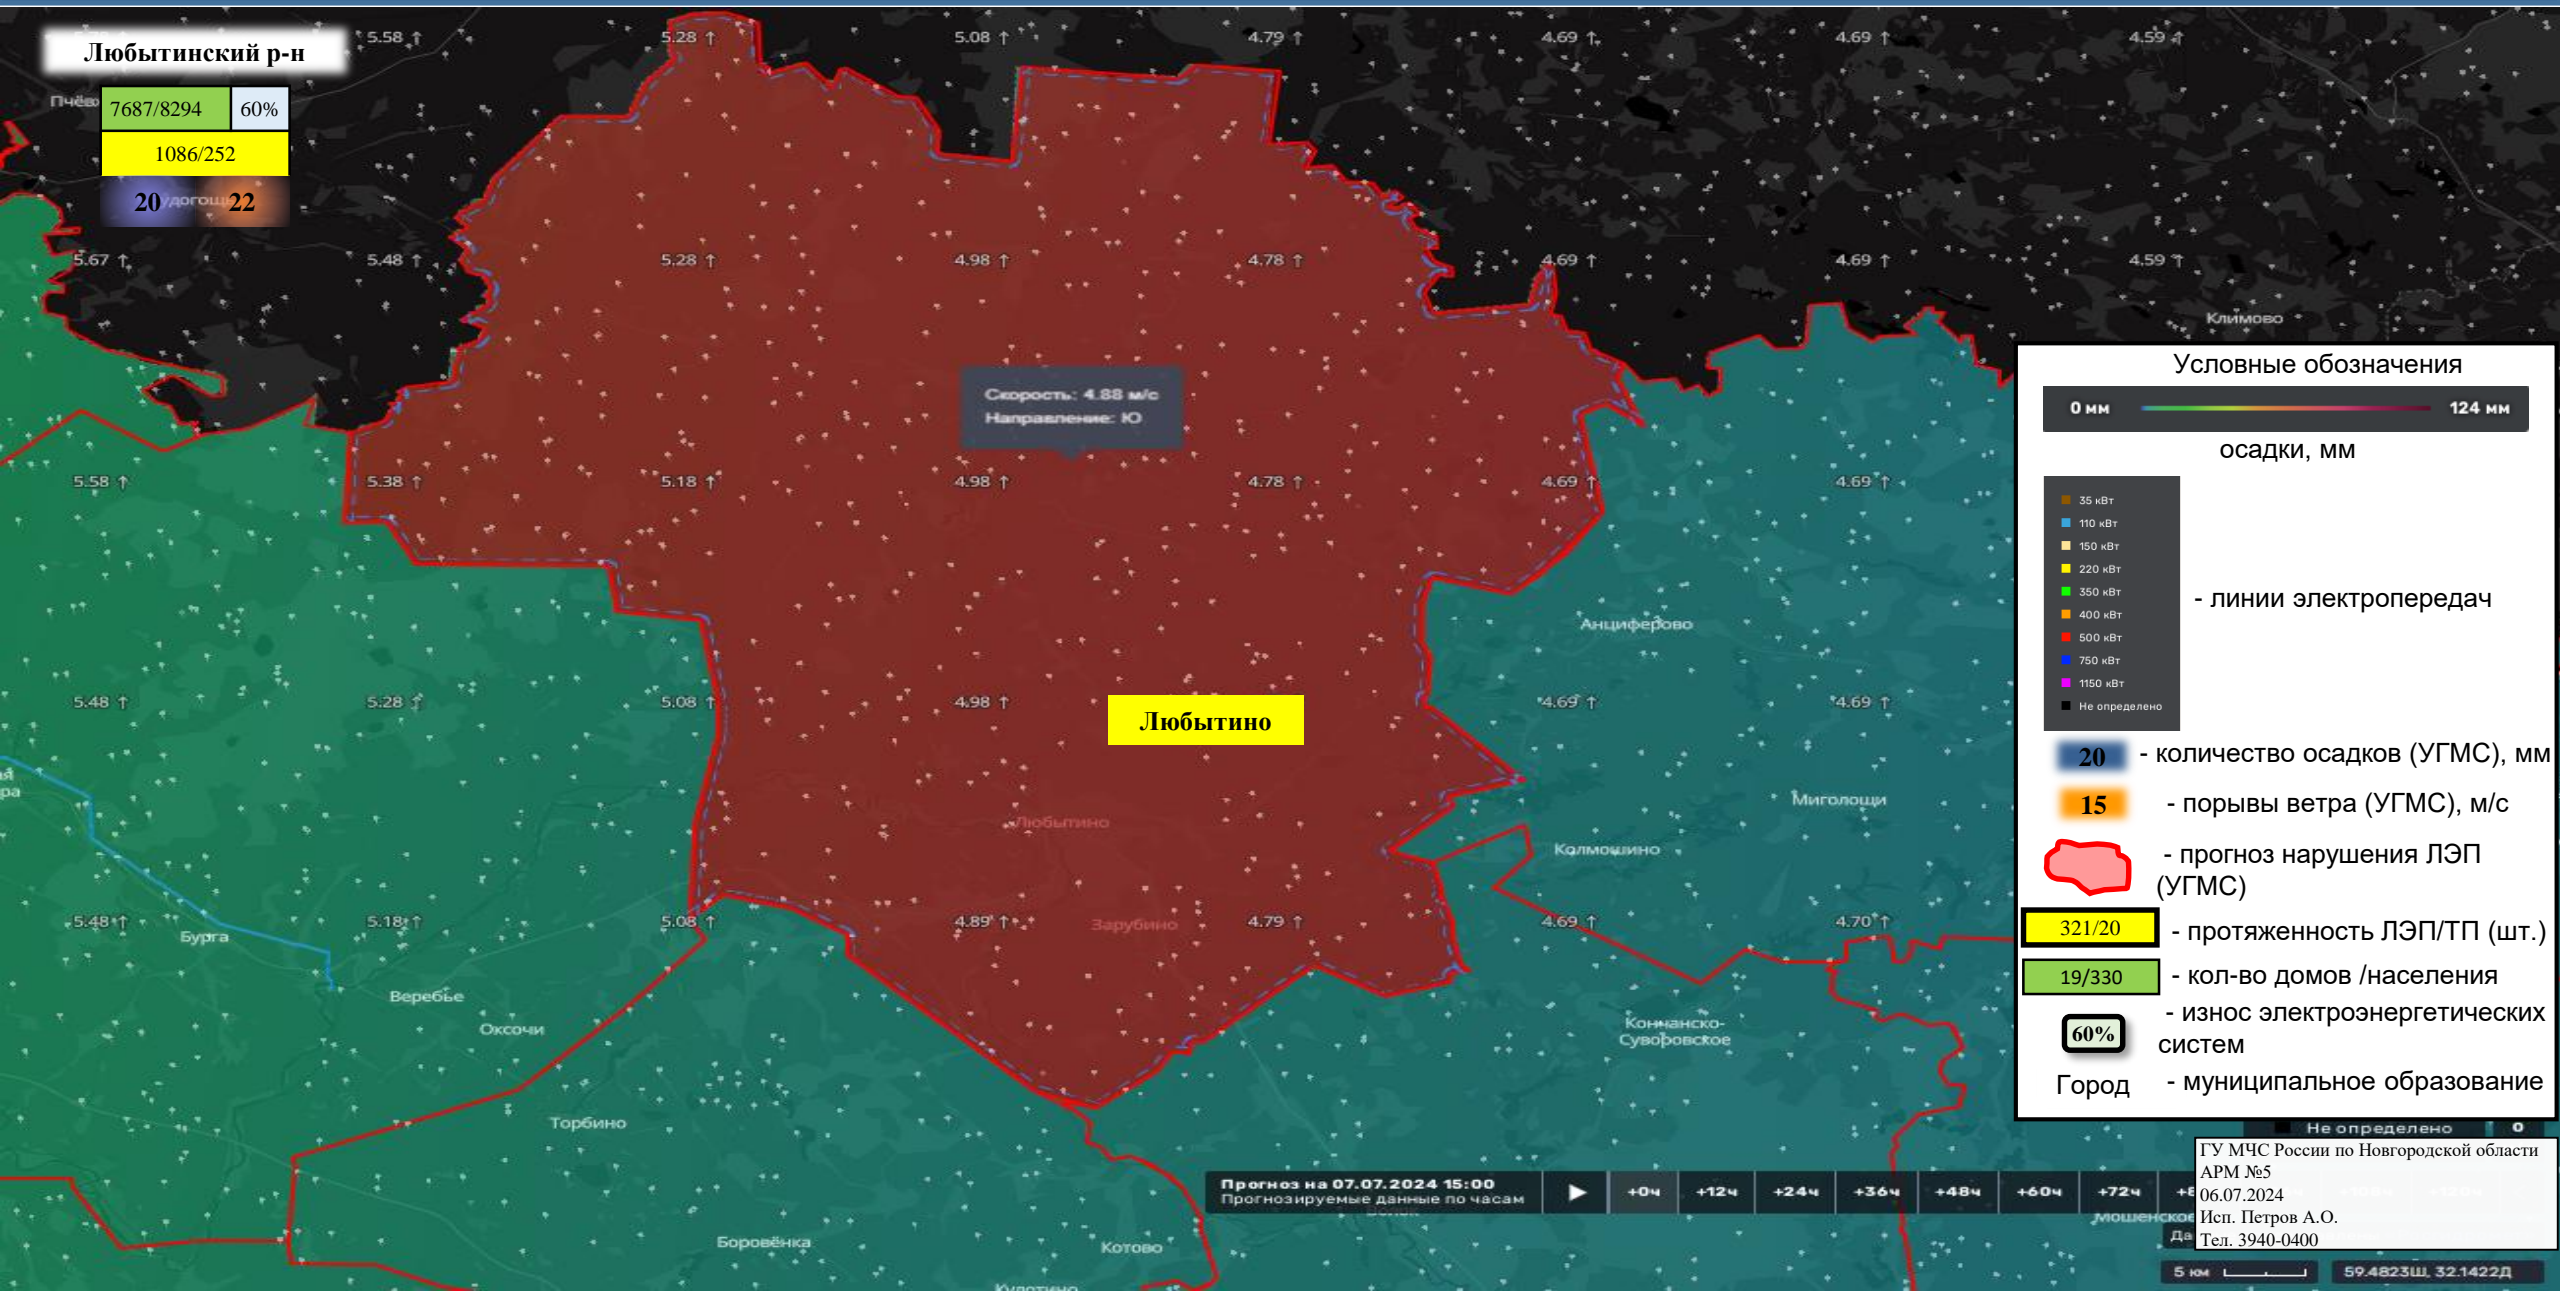 Любытинский р-н
7687/8294 60%
1086/252
20 22
5.58 ↑ 5.28 ↑ 5.08 ↑ 4.79 ↑ 4.69 ↑ 4.69 ↑ 4.59 ↑
5.67 ↑ 5.48 ↑ 5.28 ↑ 4.98 ↑ 4.78 ↑ 4.69 ↑ 4.69 ↑ 4.59 ↑
Климово
Скорость: 4.88 м/с
Направление: Ю
5.58 ↑ 5.38 ↑ 5.18 ↑ 4.98 ↑ 4.78 ↑ 4.69 ↑ 4.69 ↑
Анциферово
5.48 ↑ 5.28 ↑ 5.08 ↑ 4.98 ↑ 4.69 ↑ 4.69 ↑
Любытино
Миголощи
Любытино
Калмошино
5.48 ↑ 5.18 ↑ 5.08 ↑ 4.89 ↑ 4.79 ↑ 4.69 ↑ 4.70 ↑
Зарубино
Бурга
Веребье
Оксочи
Кончанско-
Суворовское
Торбино
Боровёнка
Котово
Условные обозначения
0 мм 124 мм
осадки, мм
35 кВт
110 кВт
150 кВт
220 кВт
350 кВт
400 кВт
500 кВт
750 кВт
1150 кВт
Не определено
- линии электропередач
20 - количество осадков (УГМС), мм
15 - порывы ветра (УГМС), м/с
- прогноз нарушения ЛЭП
(УГМС)
321/20 - протяженность ЛЭП/ТП (шт.)
19/330 - кол-во домов /населения
60% - износ электроэнергетических
систем
Город - муниципальное образование
Не определено 0
Прогноз на 07.07.2024 15:00
Прогнозируемые данные по часам
+0ч +12ч +24ч +36ч +48ч +60ч +72ч
ГУ МЧС России по Новгородской области
АРМ №5
06.07.2024
Исп. Петров А.О.
Тел. 3940-0400
5 км 59.4823Ш, 32.1422Д